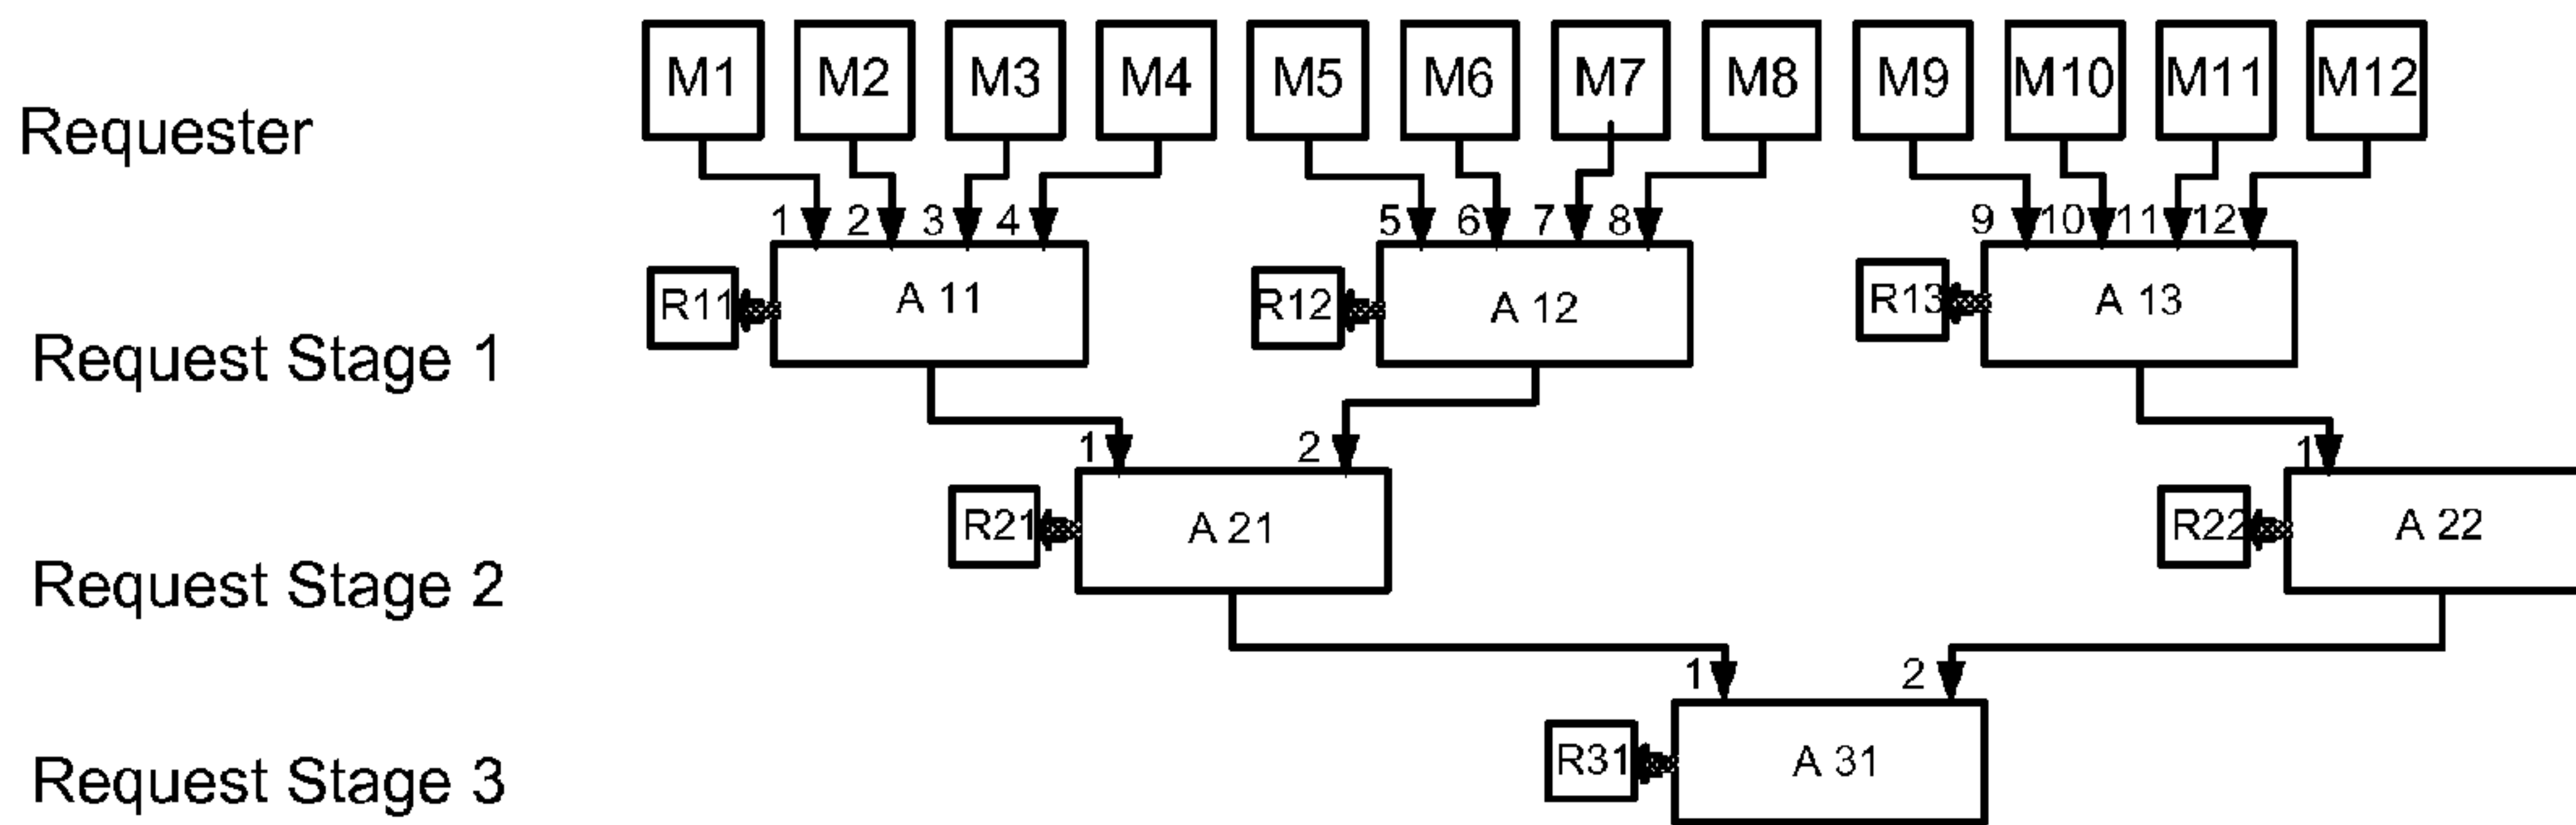 M1 M2 M3 M4 M5 M6 M7 M8 M9 M10 M11 M12
Requester
1 2 3 4 5 6 7 8 9 10 11 12
R11 A 11 R12 A 12 R13 A 13
Request Stage 1
1 2 1
R21 A 21 R22 A 22
Request Stage 2
1 2
R31 A 31
Request Stage 3